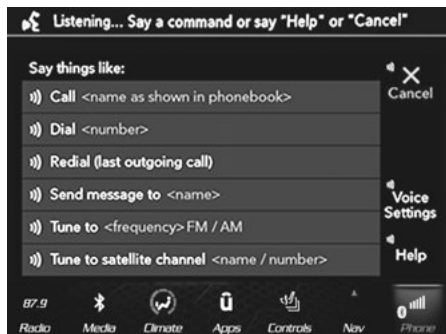 Listening... Say a command or say "Help" or "Cancel"
Say things like:
Call <name as shown in phonebook>
Dial <number>
Redial (last outgoing call)
Send message to <name>
Tune to <frequency> FM / AM
Tune to satellite channel <name / number>
Cancel
Voice
Settings
Help
87.9
Radio
Media
Climate
Apps
Controls
Nav
Phone